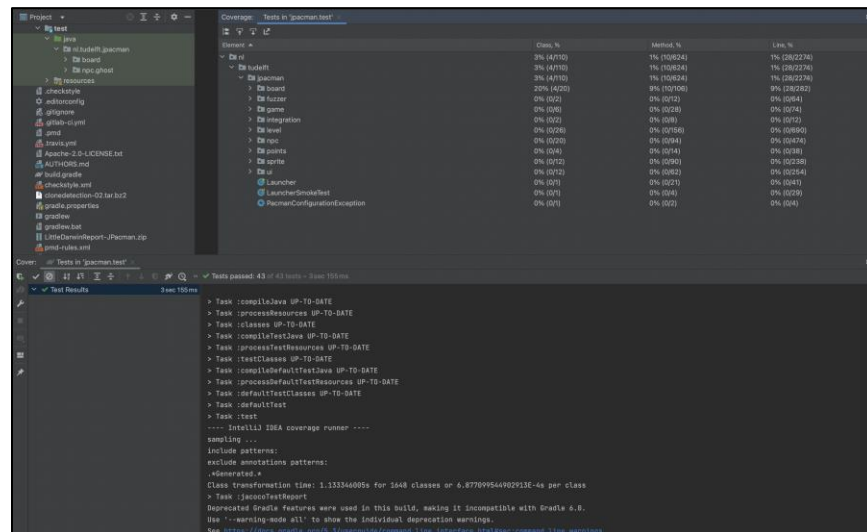 Project
test
java
nl.tudelft.jpacman
board
npc.ghost
resources
.checkstyle
.editorconfig
.gitignore
.gitlab-ci.yml
.pmd
.travis.yml
Apache-2.0-LICENSE.txt
AUTHORS.md
build.gradle
checkstyle.xml
clonedetection-02.tar.bz2
gradle.properties
gradlew
gradlew.bat
LittleDarwinReport-JPacman.zip
pmd-rules.xml
Coverage: Tests in 'jpacman.test'
Element Class, % Method, % Line, %
nl 3% (4/110) 1% (10/624) 1% (28/2274)
tudelft 3% (4/110) 1% (10/624) 1% (28/2274)
jpacman 3% (4/110) 1% (10/624) 1% (28/2274)
board 20% (4/20) 9% (10/106) 9% (28/282)
fuzzer 0% (0/2) 0% (0/12) 0% (0/64)
game 0% (0/6) 0% (0/28) 0% (0/74)
integration 0% (0/2) 0% (0/8) 0% (0/12)
level 0% (0/26) 0% (0/156) 0% (0/690)
npc 0% (0/20) 0% (0/94) 0% (0/474)
points 0% (0/4) 0% (0/14) 0% (0/38)
sprite 0% (0/12) 0% (0/90) 0% (0/238)
ui 0% (0/12) 0% (0/62) 0% (0/254)
Launcher 0% (0/1) 0% (0/21) 0% (0/41)
LauncherSmokeTest 0% (0/1) 0% (0/4) 0% (0/29)
PacmanConfigurationException 0% (0/1) 0% (0/2) 0% (0/4)
Cover: Tests in 'jpacman.test'
Tests passed: 43 of 43 tests – 3 sec 155 ms
Test Results 3 sec 155 ms
> Task :compileJava UP-TO-DATE
> Task :processResources UP-TO-DATE
> Task :classes UP-TO-DATE
> Task :compileTestJava UP-TO-DATE
> Task :processTestResources UP-TO-DATE
> Task :testClasses UP-TO-DATE
> Task :compileDefaultTestJava UP-TO-DATE
> Task :processDefaultTestResources UP-TO-DATE
> Task :defaultTestClasses UP-TO-DATE
> Task :defaultTest
> Task :test
---- IntelliJ IDEA coverage runner ----
sampling ...
include patterns:
exclude annotations patterns:
.*Generated.*
Class transformation time: 1.133346005s for 1648 classes or 6.877099544902913E-4s per class
> Task :jacocoTestReport
Deprecated Gradle features were used in this build, making it incompatible with Gradle 6.0.
Use '--warning-mode all' to show the individual deprecation warnings.
See https://docs.gradle.org/5.3/userguide/command_line_interface.html#sec:command_line_warnings